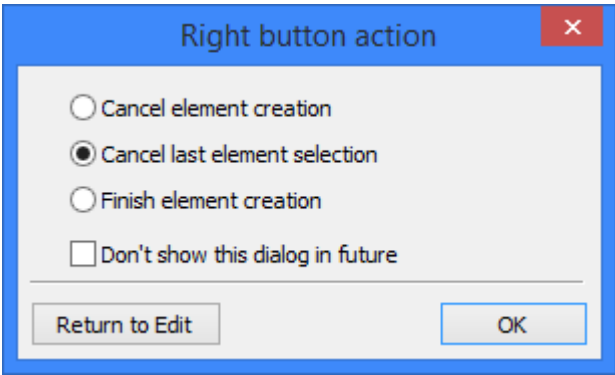 Right button action
Cancel element creation
Cancel last element selection
Finish element creation
Don't show this dialog in future
Return to Edit
OK